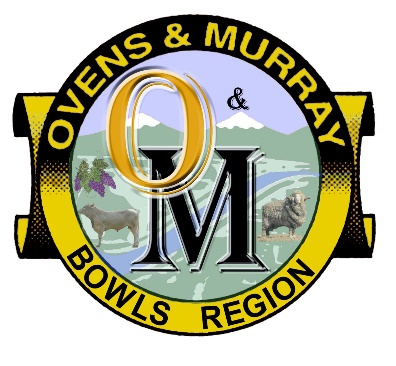 OVENS & MURRAY
O &
M
BOWLS REGION